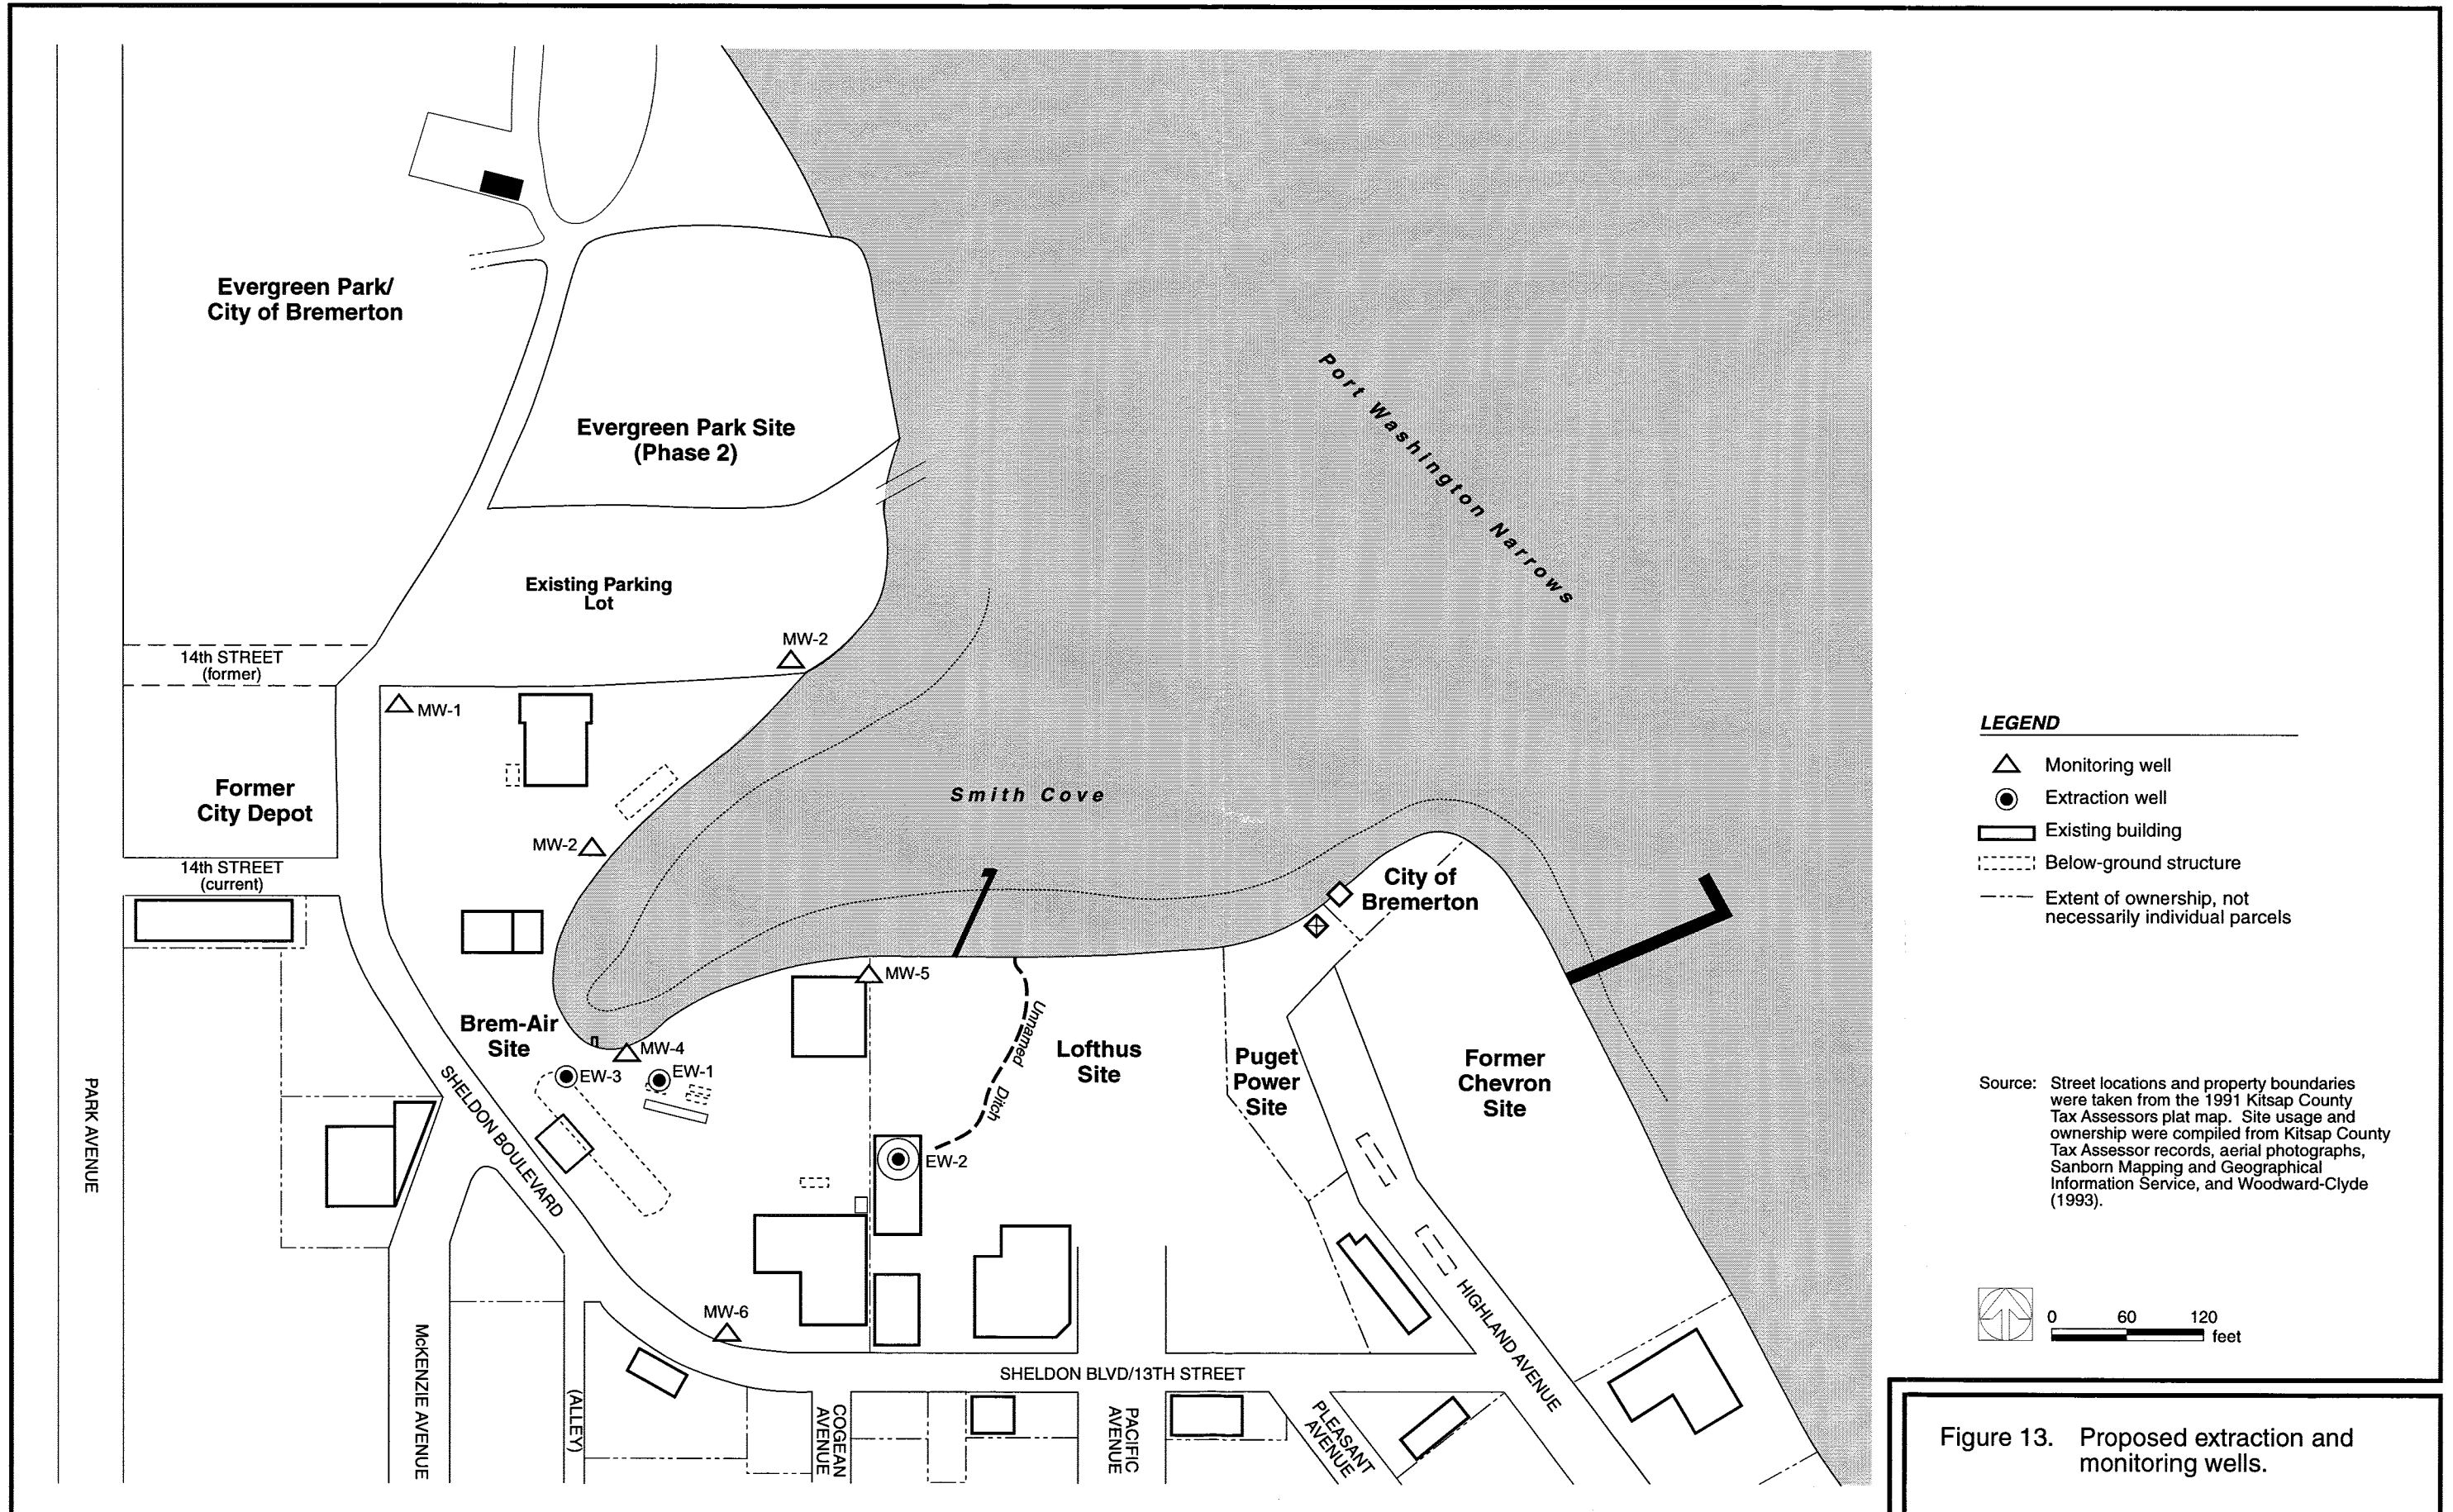 Evergreen Park/
City of Bremerton
Evergreen Park Site
(Phase 2)
Port Washington Narrows
Existing Parking
Lot
MW-2
14th STREET
(former)
MW-1
Former
City Depot
Smith Cove
MW-2
14th STREET
(current)
City of
Bremerton
MW-5
Brem-Air
Site
MW-4
EW-3
EW-1
Unnamed Ditch
Lofthus
Site
Puget
Power
Site
Former
Chevron
Site
PARK AVENUE
SHELDON BOULEVARD
EW-2
MW-6
HIGHLAND AVENUE
McKENZIE AVENUE
(ALLEY)
SHELDON BLVD/13TH STREET
COGEAN
AVENUE
PACIFIC
AVENUE
PLEASANT
AVENUE
LEGEND
Monitoring well
Extraction well
Existing building
Below-ground structure
Extent of ownership, not
necessarily individual parcels
Source: Street locations and property boundaries
were taken from the 1991 Kitsap County
Tax Assessors plat map. Site usage and
ownership were compiled from Kitsap County
Tax Assessor records, aerial photographs,
Sanborn Mapping and Geographical
Information Service, and Woodward-Clyde
(1993).
0 60 120
feet
Figure 13. Proposed extraction and
monitoring wells.